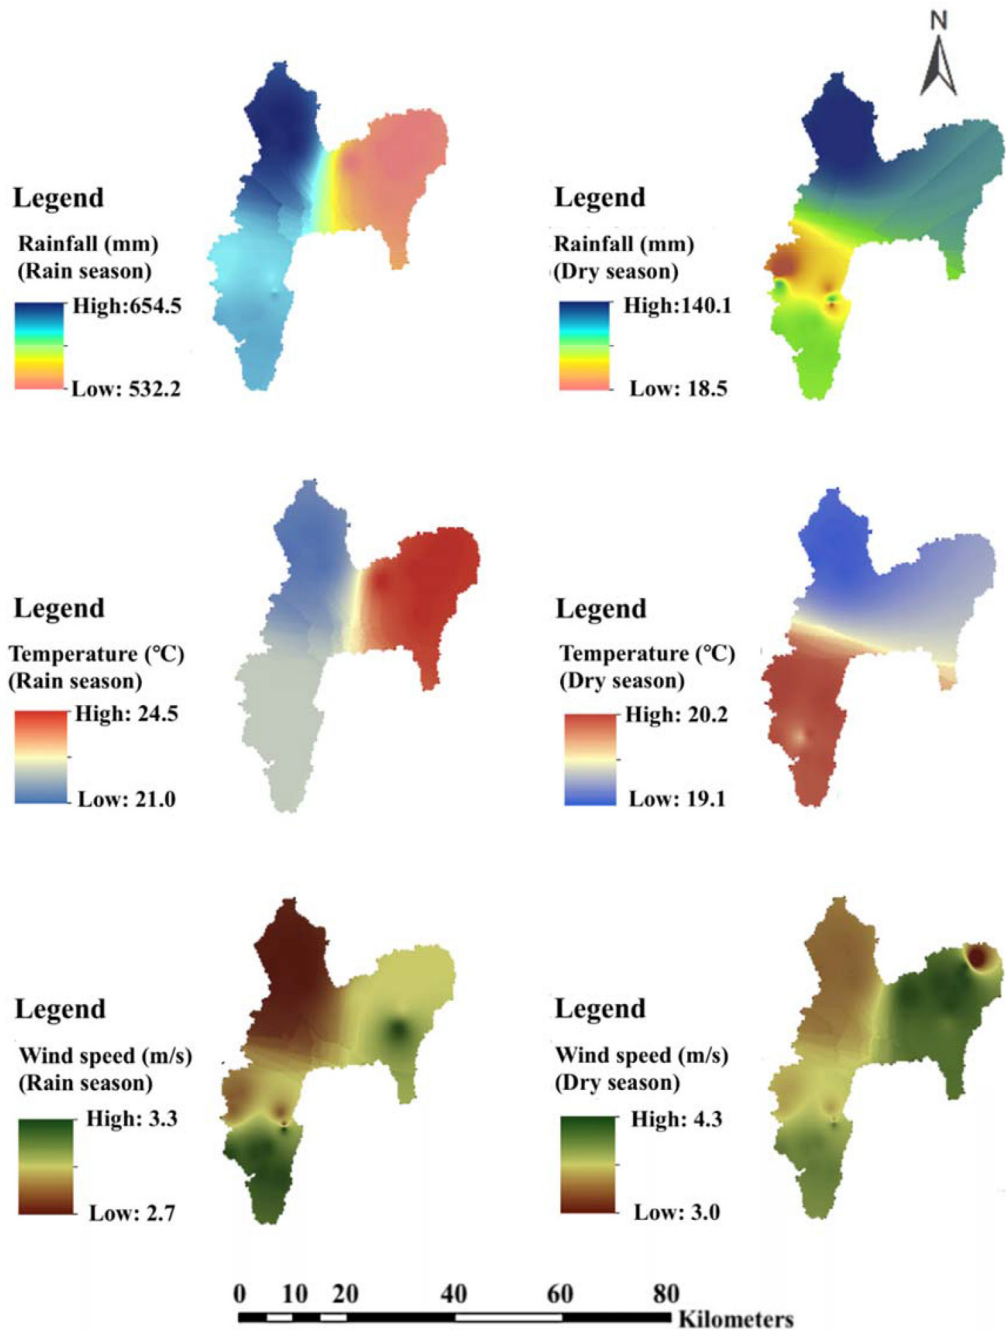 N
Legend
Rainfall (mm)
(Rain season)
High:654.5
Low: 532.2
Legend
Rainfall (mm)
(Dry season)
High:140.1
Low: 18.5
Legend
Temperature (°C)
(Rain season)
High: 24.5
Low: 21.0
Legend
Temperature (°C)
(Dry season)
High: 20.2
Low: 19.1
Legend
Wind speed (m/s)
(Rain season)
High: 3.3
Low: 2.7
Legend
Wind speed (m/s)
(Dry season)
High: 4.3
Low: 3.0
0 10 20 40 60 80
Kilometers